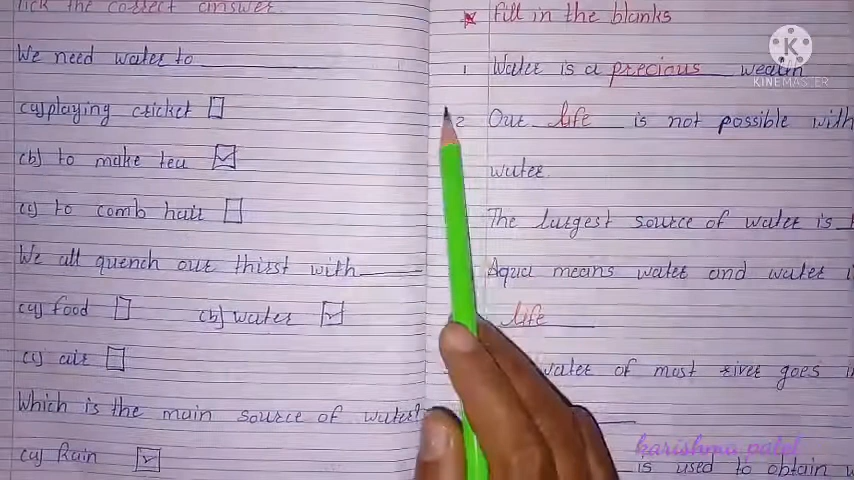 Tick the correct answer.
We need water to
(a) playing cricket
(b) to make tea
(c) to comb hair
We all quench our thirst with
(a) food (b) water
(c) air
Which is the main source of water?
(a) Rain
Fill in the blanks
1 Water is a precious wealth
2 Our life is not possible with
water.
The largest source of water is
Aqua means water and water i
life
water of most river goes i
is used to obtain w
K
KINEMASTER
karishma patel